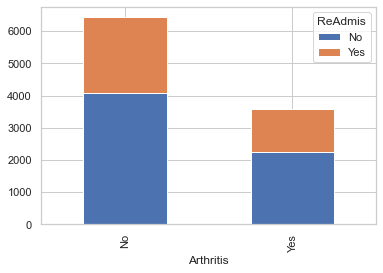 ReAdmis
No
Yes
6000
5000
4000
3000
2000
1000
0
No
Yes
Arthritis